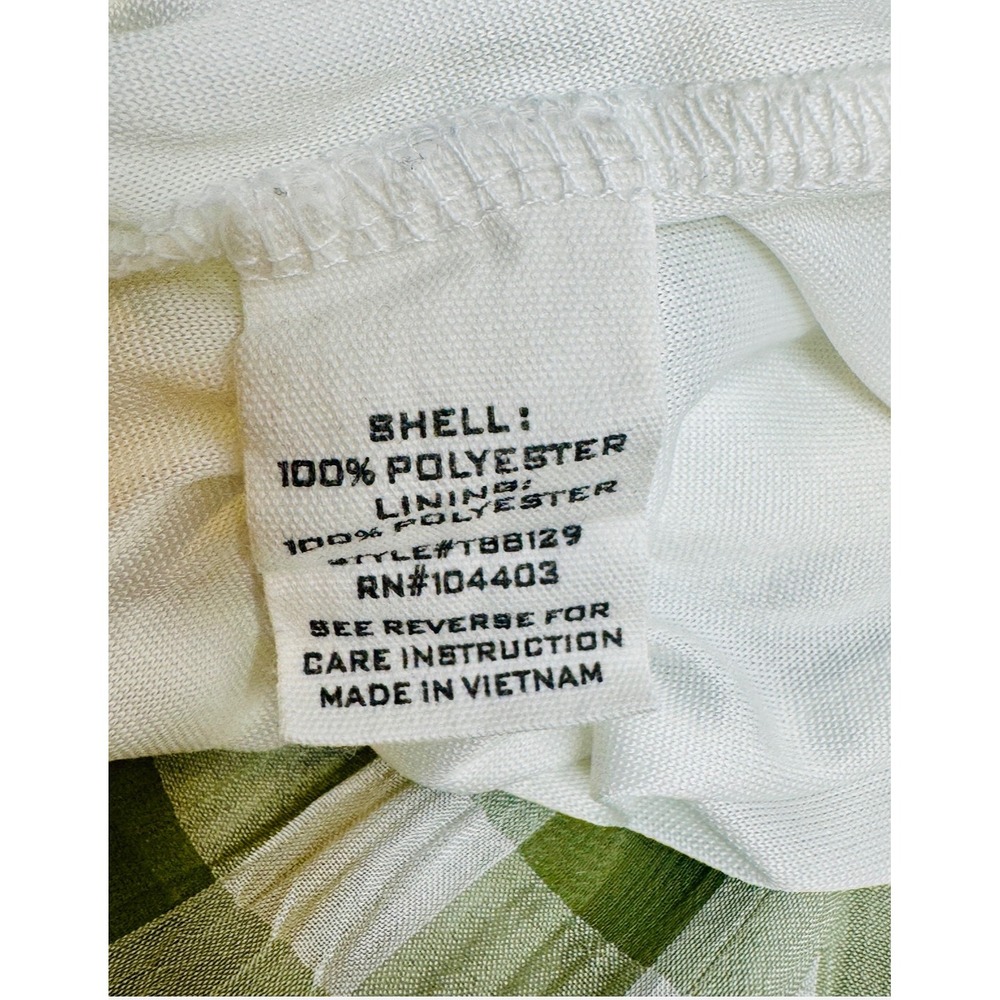 SHELL:
100% POLYESTER
LINING:
100% POLYESTER
STYLE#T88129
RN#104403
SEE REVERSE FOR
CARE INSTRUCTION
MADE IN VIETNAM